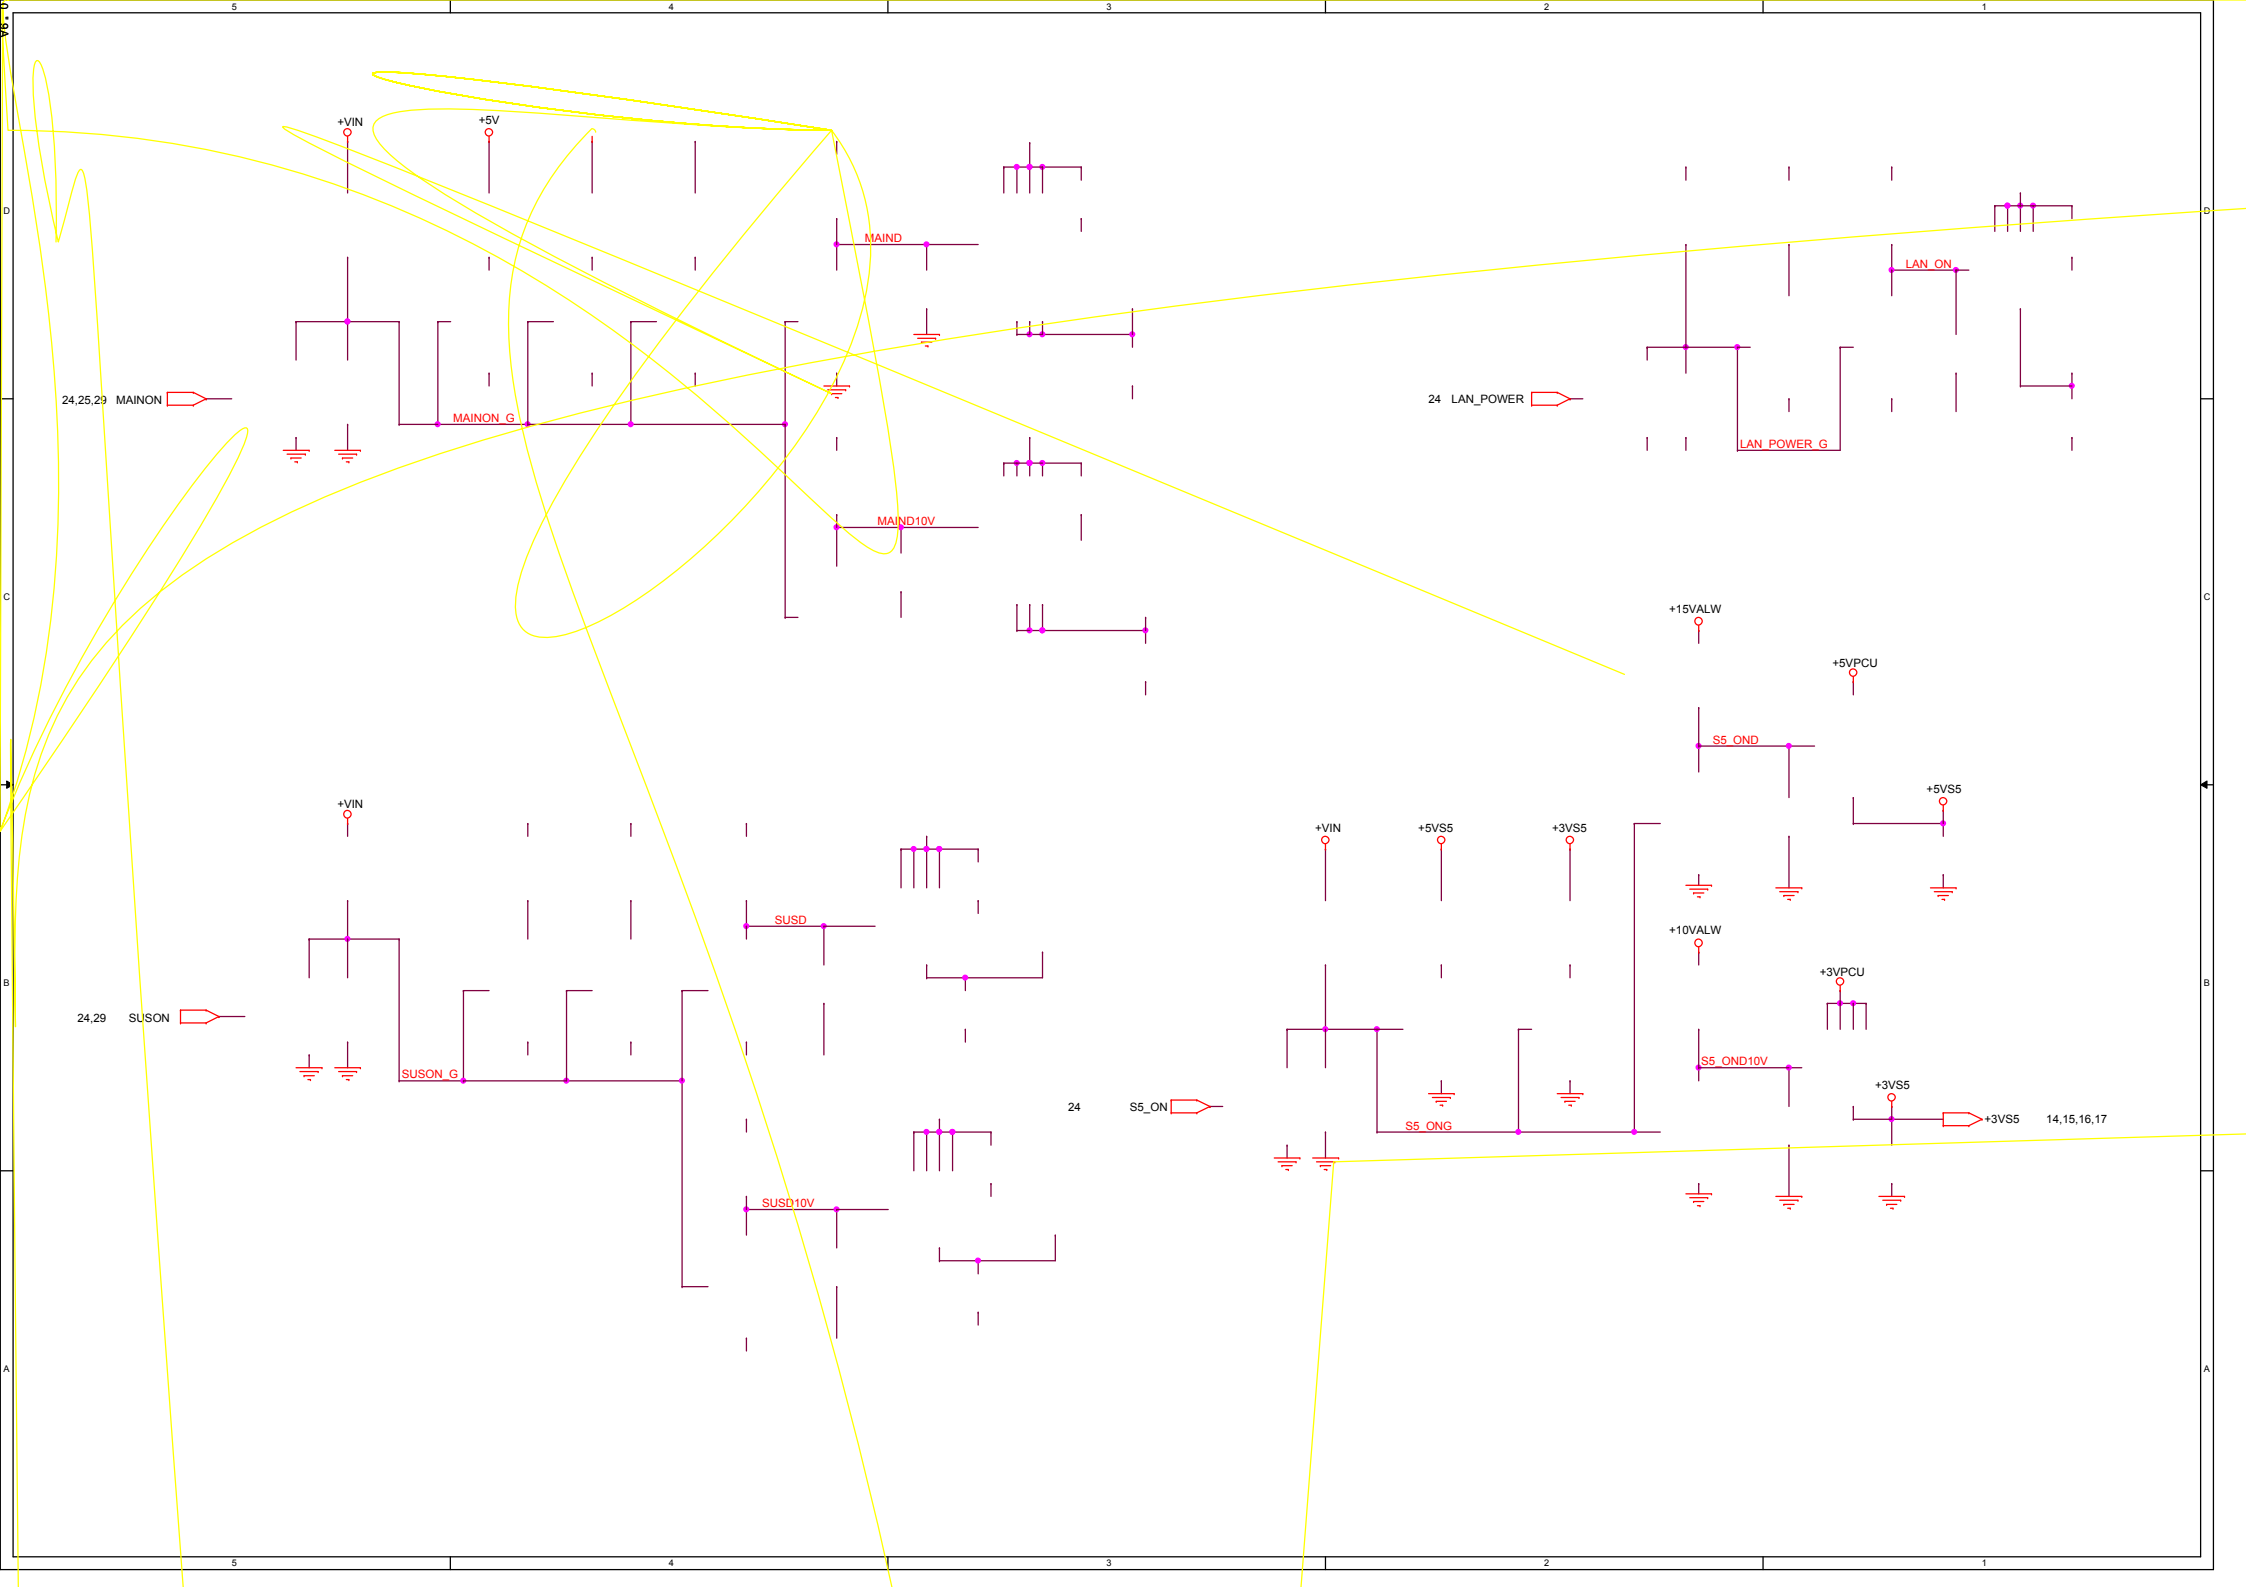 5 4 3 2 1
+VIN +5V
D D
MAIND
LAN_ON
24,25,29 MAINON
24 LAN_POWER
MAINON_G
LAN_POWER_G
MAIND10V
C C
+15VALW
+5VPCU
S5_OND
+5VS5
+VIN
+VIN +5VS5 +3VS5
SUSD
+10VALW
+3VPCU
B B
24,29 SUSON
S5_OND10V
SUSON_G
+3VS5
24 S5_ON
+3VS5 14,15,16,17
S5_ONG
SUSD10V
A A
5 4 3 2 1